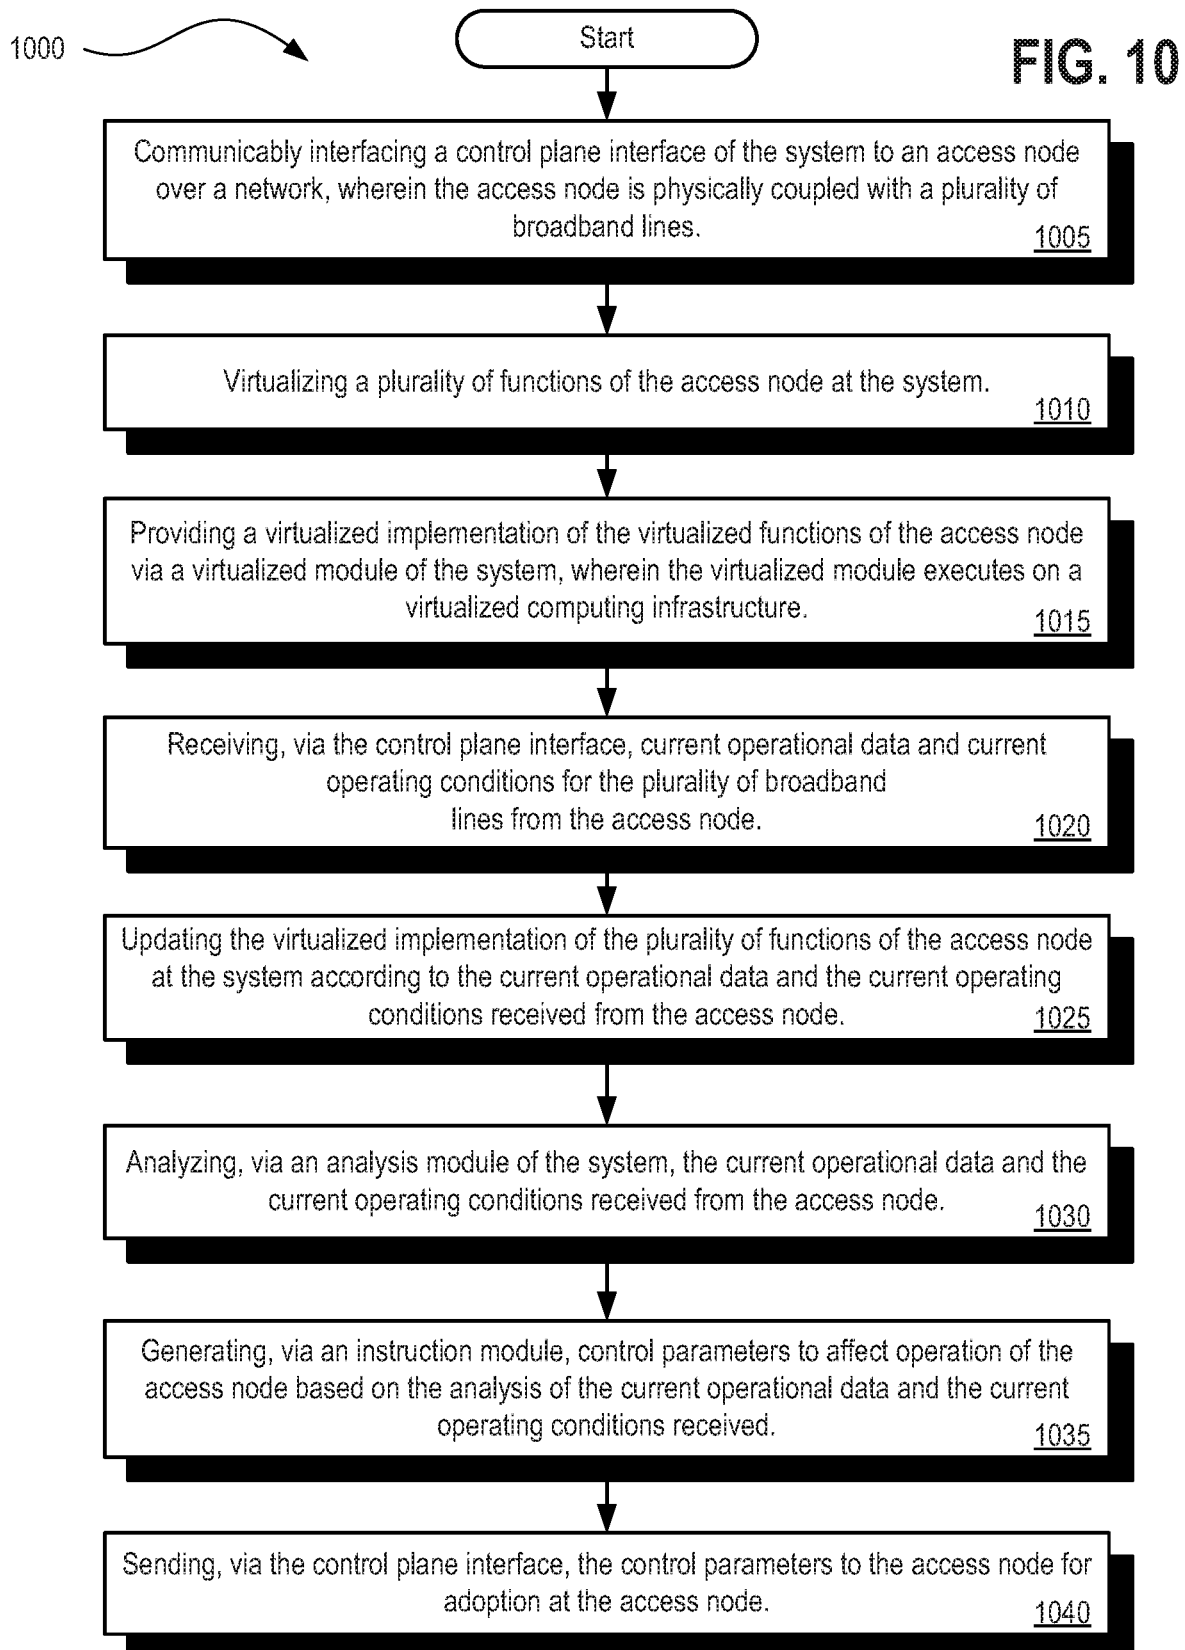 1000
Start
FIG. 10
Communicably interfacing a control plane interface of the system to an access node
over a network, wherein the access node is physically coupled with a plurality of
broadband lines.
1005
Virtualizing a plurality of functions of the access node at the system.
1010
Providing a virtualized implementation of the virtualized functions of the access node
via a virtualized module of the system, wherein the virtualized module executes on a
virtualized computing infrastructure.
1015
Receiving, via the control plane interface, current operational data and current
operating conditions for the plurality of broadband
lines from the access node.
1020
Updating the virtualized implementation of the plurality of functions of the access node
at the system according to the current operational data and the current operating
conditions received from the access node.
1025
Analyzing, via an analysis module of the system, the current operational data and the
current operating conditions received from the access node.
1030
Generating, via an instruction module, control parameters to affect operation of the
access node based on the analysis of the current operational data and the current
operating conditions received.
1035
Sending, via the control plane interface, the control parameters to the access node for
adoption at the access node.
1040